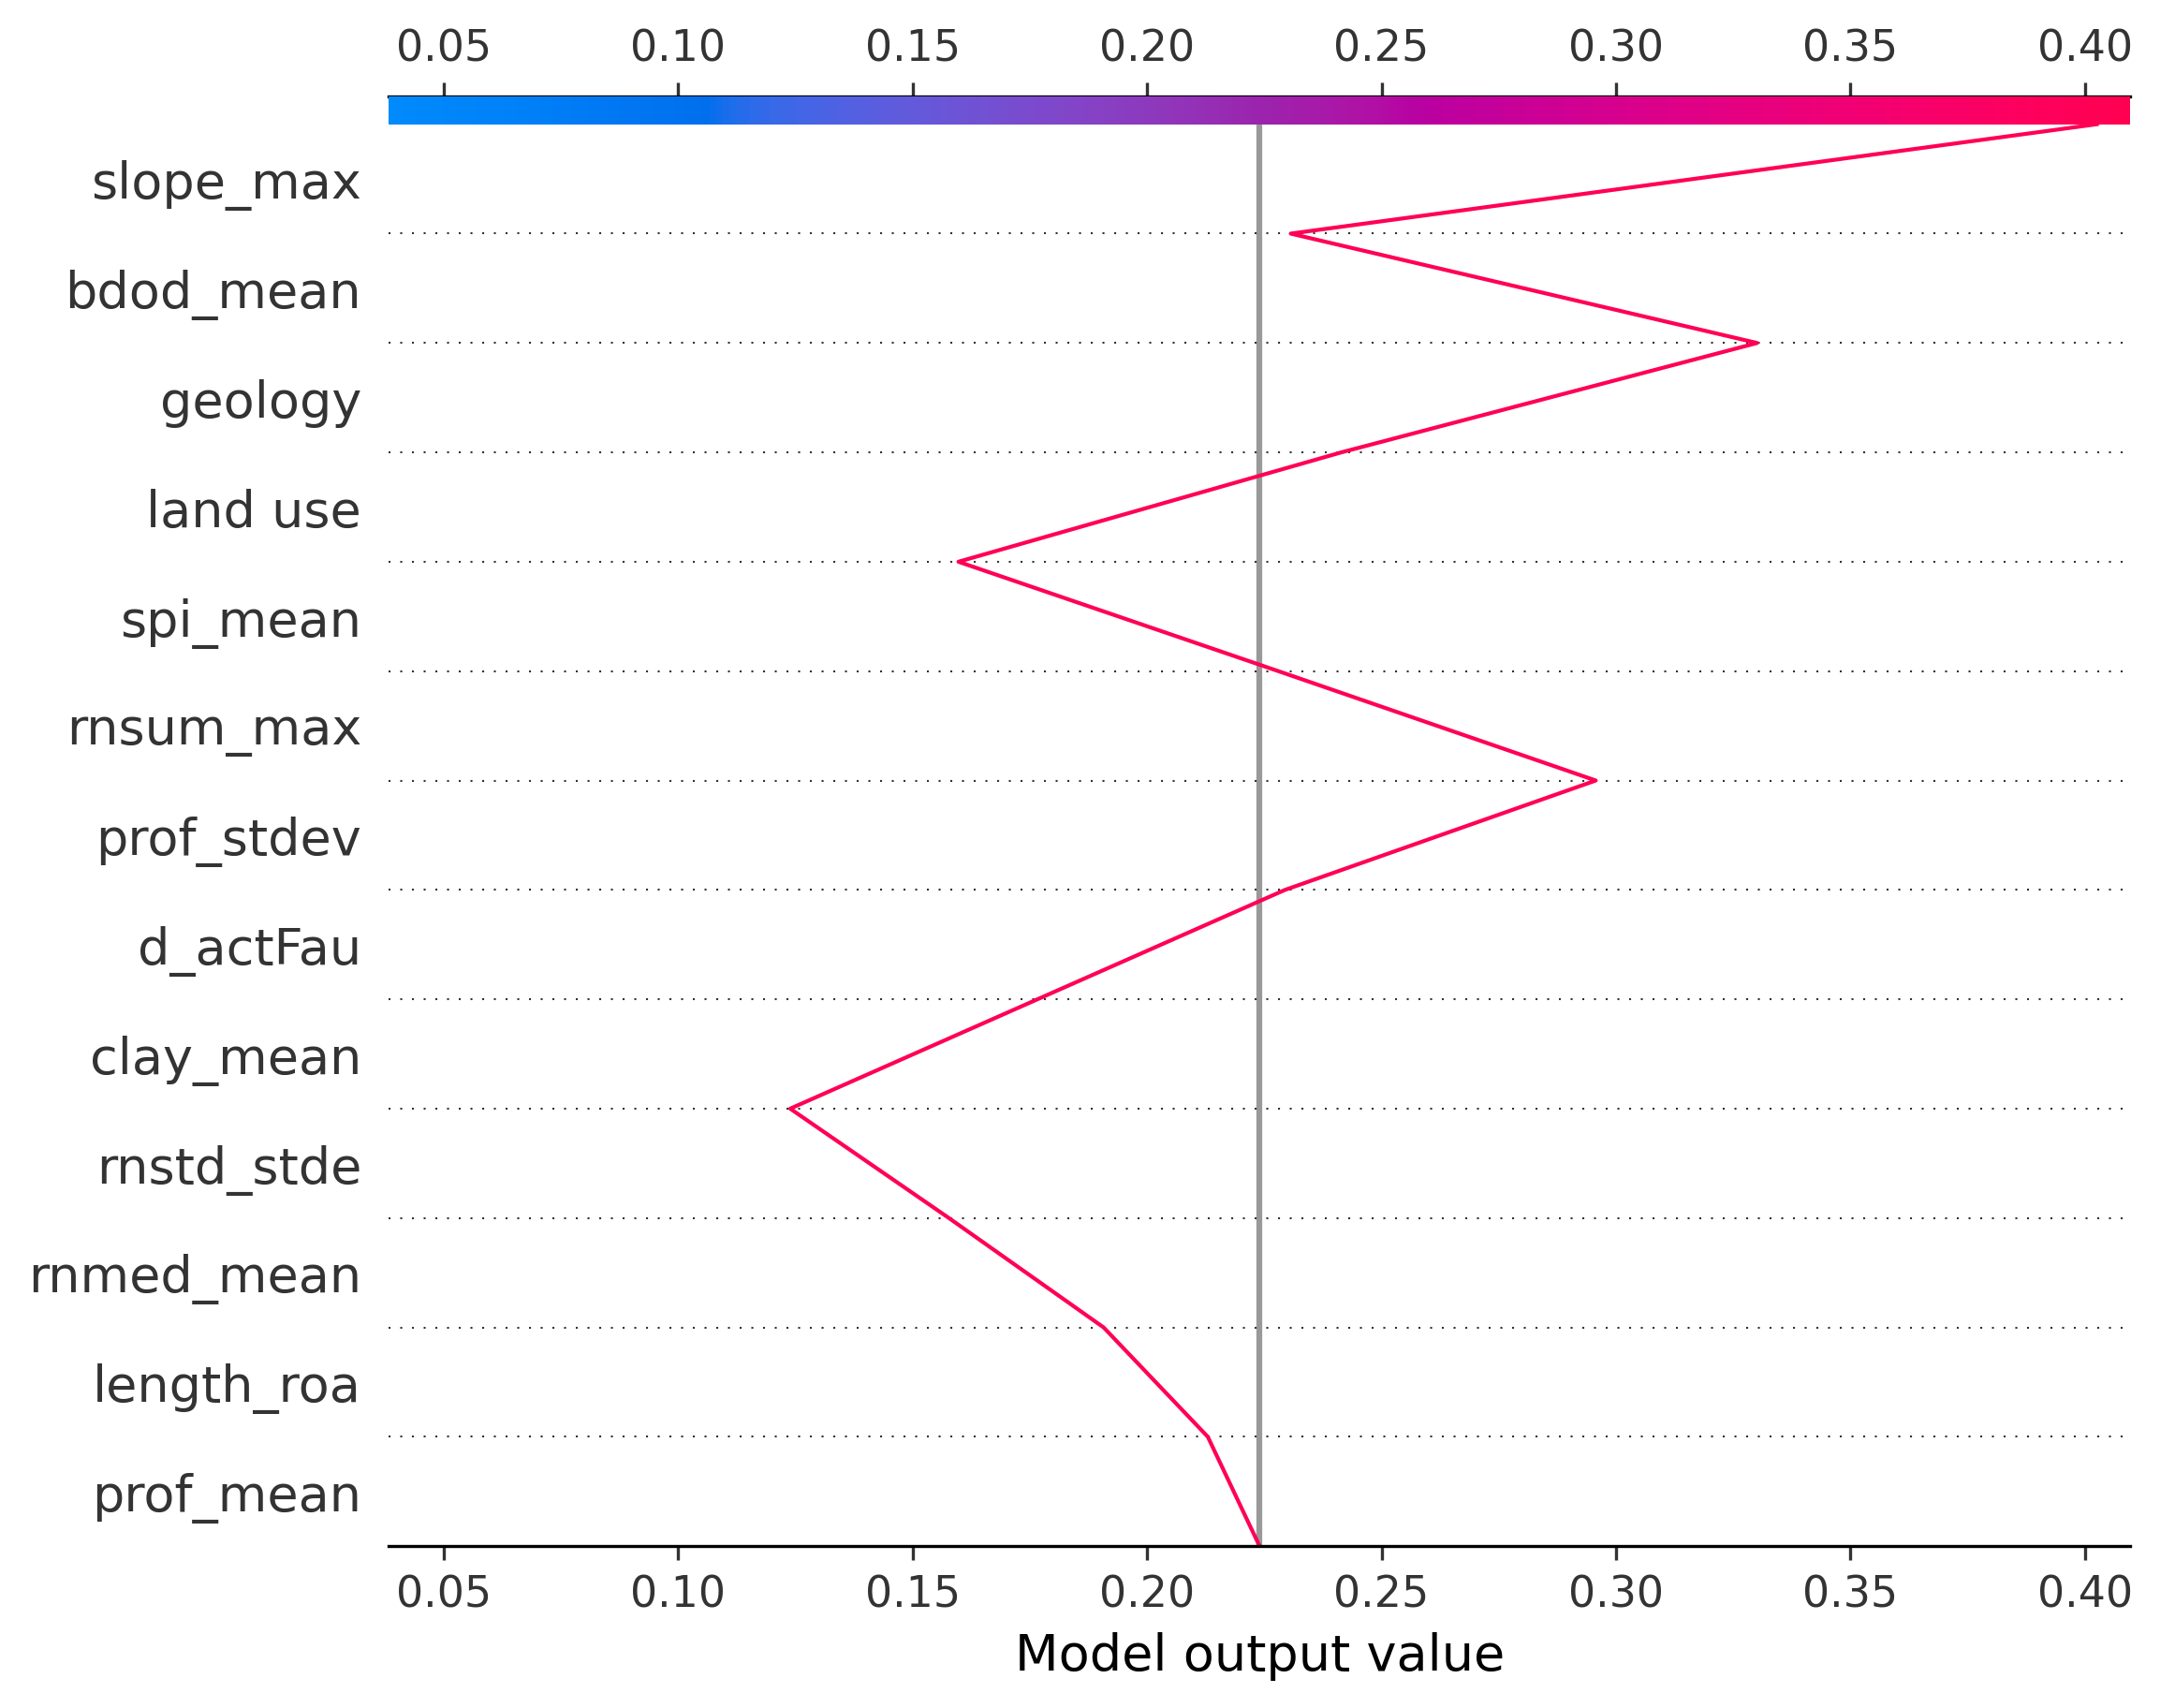 0.05 0.10 0.15 0.20 0.25 0.30 0.35 0.40
slope_max
bdod_mean
geology
land use
spi_mean
rnsum_max
prof_stdev
d_actFau
clay_mean
rnstd_stde
rnmed_mean
length_roa
prof_mean
0.05 0.10 0.15 0.20 0.25 0.30 0.35 0.40
Model output value